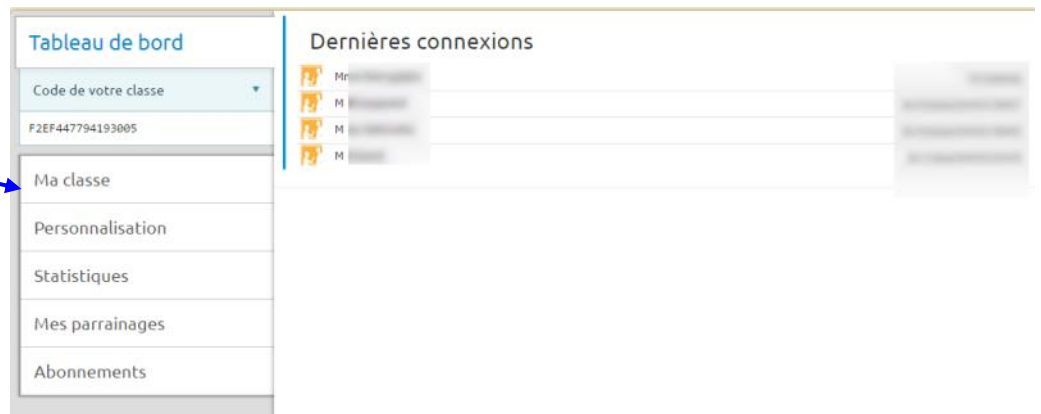 Tableau de bord
Code de votre classe
F2EF447794193005
Ma classe
Personnalisation
Statistiques
Mes parrainages
Abonnements
Dernières connexions
M
M
M